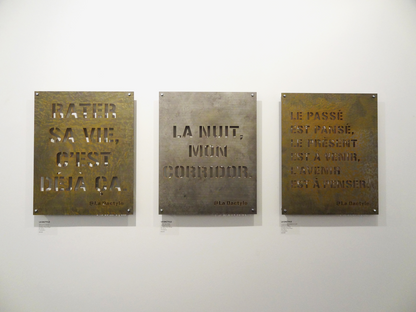 RATER
SA VIE,
C'EST
DÉJÀ ÇA.
LA NUIT,
MON
CORRIDOR.
LE PASSÉ
EST PANSÉ,
LE PRÉSENT
EST À VENIR,
L'AVENIR
EST À PENSER.